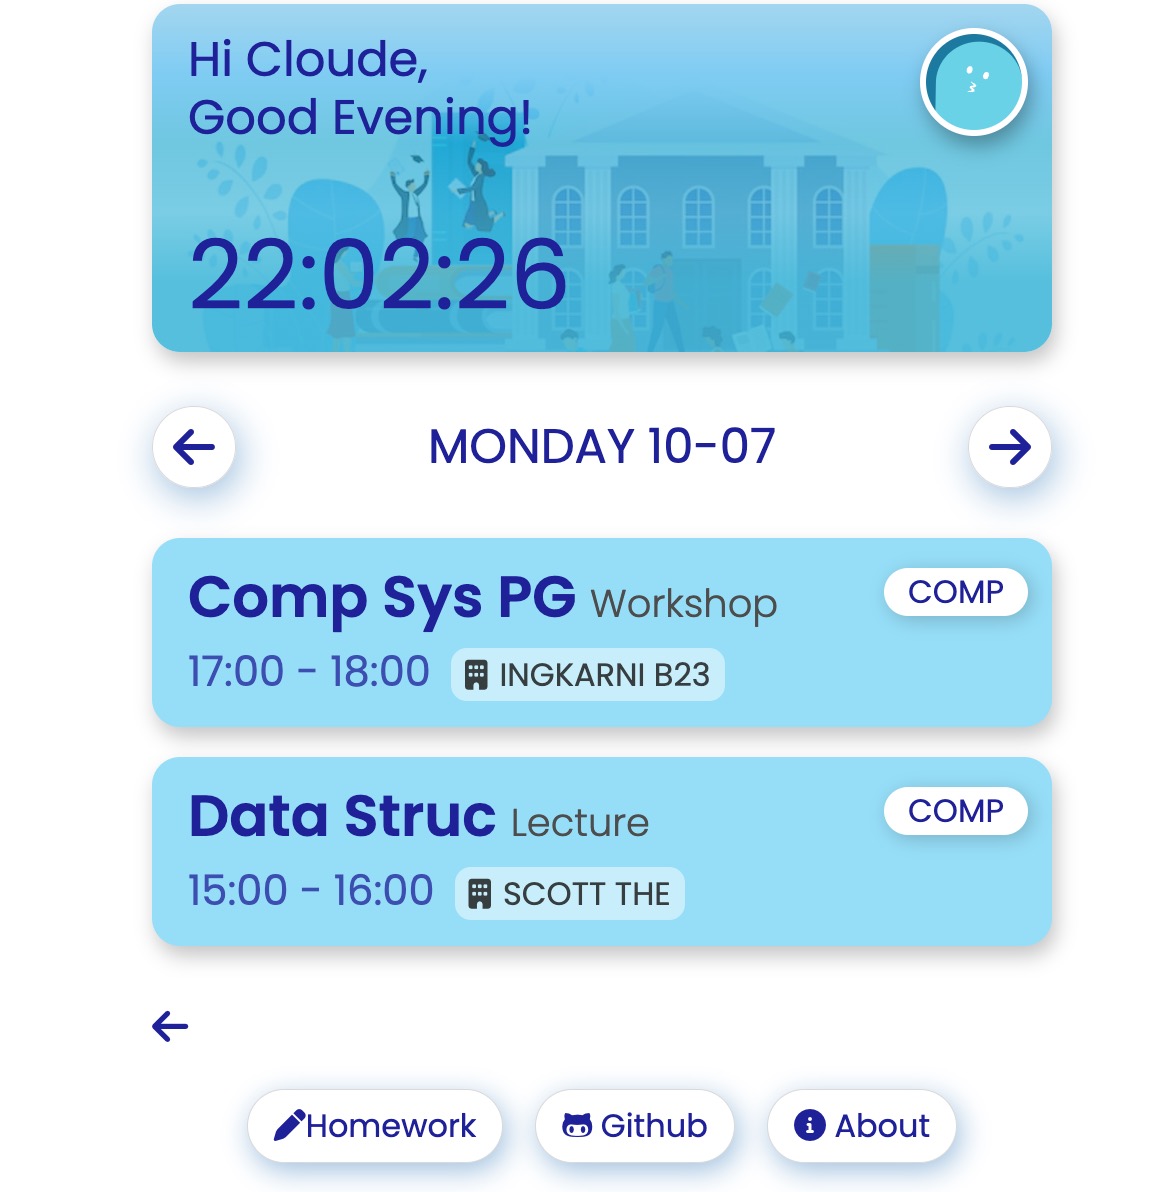 Hi Cloude,
Good Evening!
22:02:26
MONDAY 10-07
Comp Sys PG Workshop
COMP
17:00 - 18:00 INGKARNI B23
Data Struc Lecture
COMP
15:00 - 16:00 SCOTT THE
Homework
Github
About